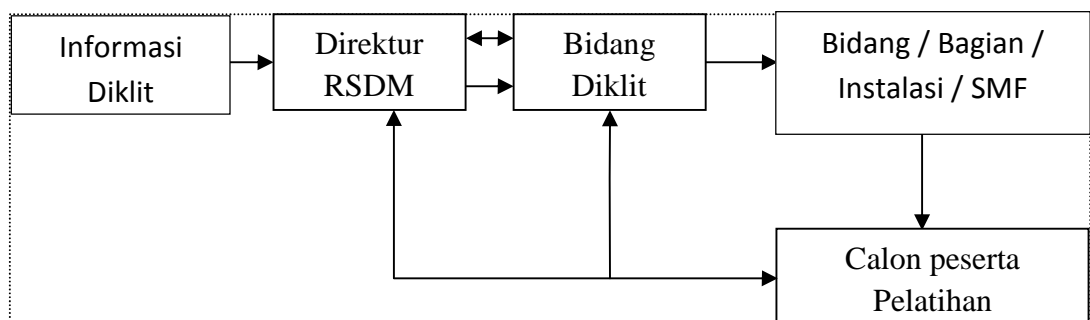 Informasi
Diklit
Direktur
RSDM
Bidang
Diklit
Bidang / Bagian /
Instalasi / SMF
Calon peserta
Pelatihan